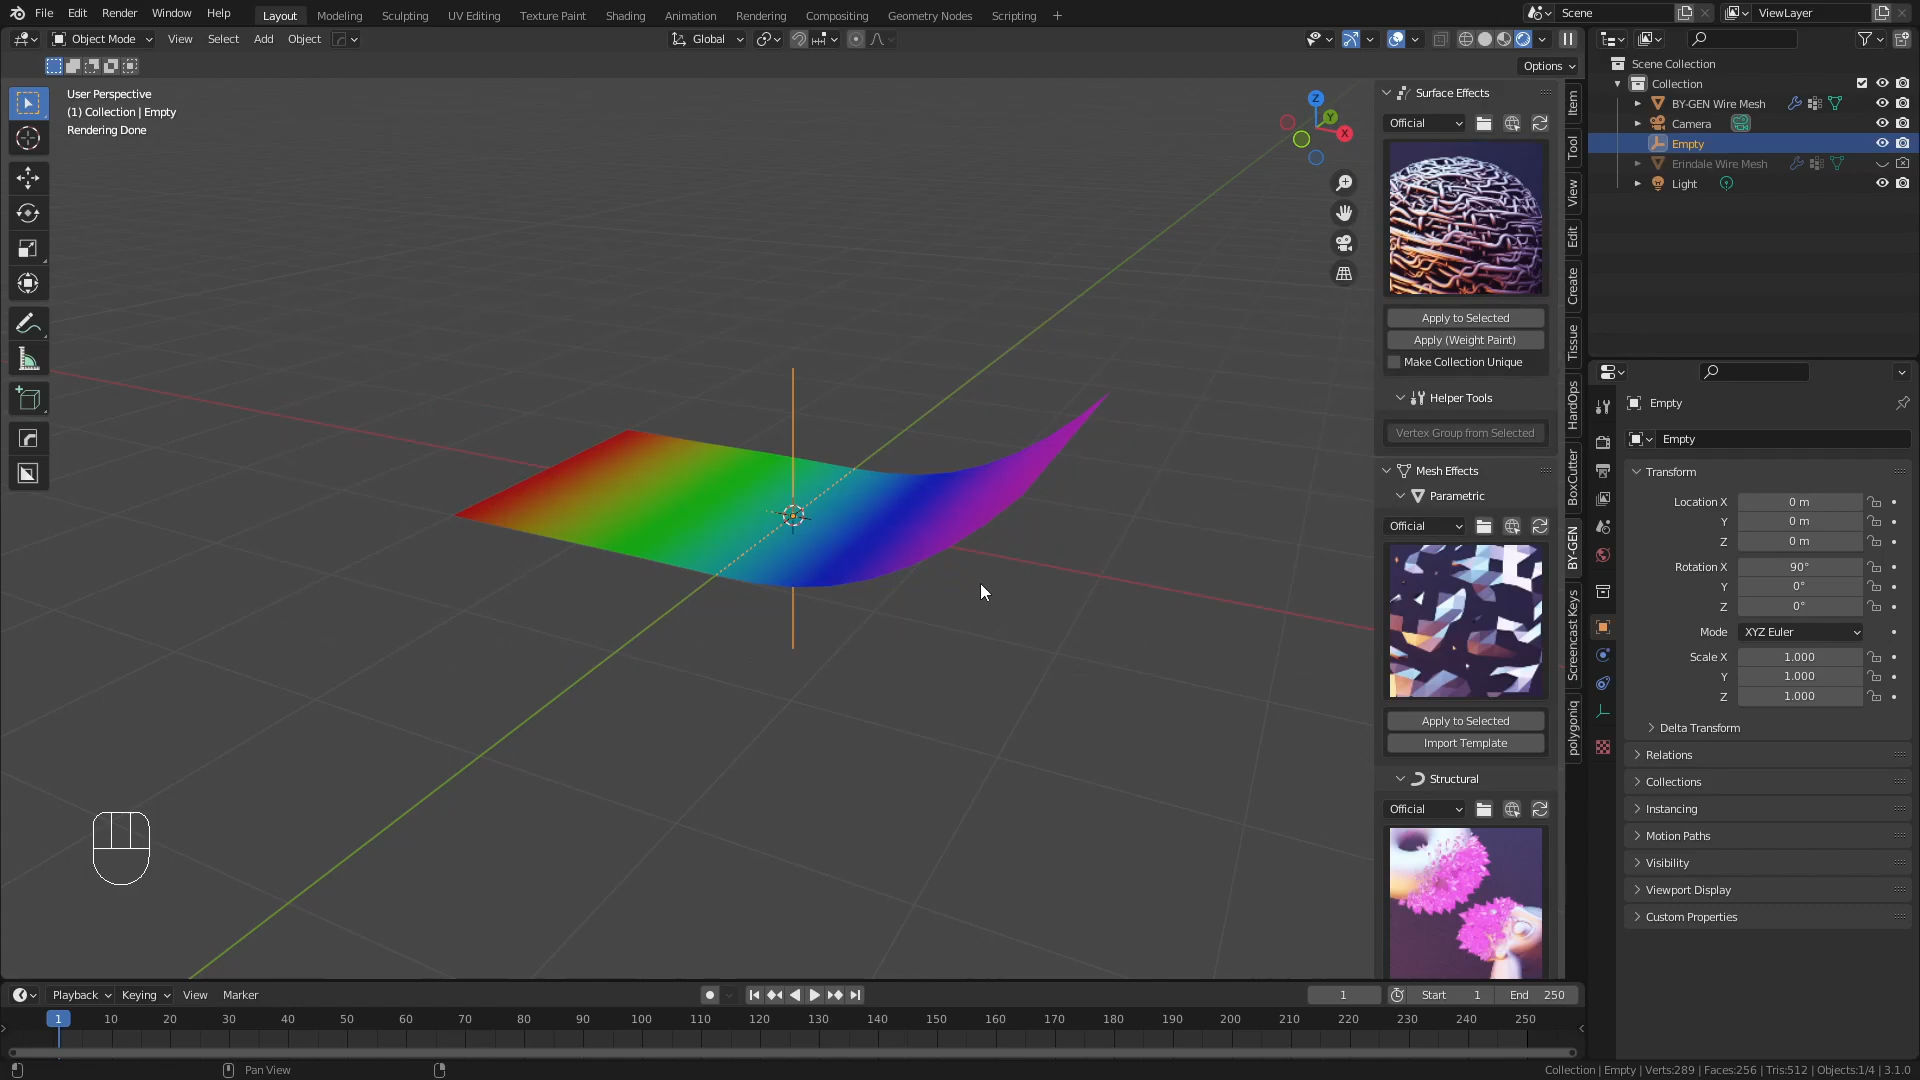 File Edit Render Window Help Layout Modeling Sculpting UV Editing Texture Paint Shading Animation Rendering Compositing Geometry Nodes Scripting + Scene ViewLayer
Object Mode View Select Add Object Global
Options
User Perspective
(1) Collection | Empty
Rendering Done
Z
Y
X
Surface Effects
Official
Apply to Selected
Apply (Weight Paint)
Make Collection Unique
Helper Tools
Vertex Group from Selected
Mesh Effects
Parametric
Official
Apply to Selected
Import Template
Structural
Official
Item
Tool
View
Edit
Create
Tissue
HardOps
BoxCutter
BY-GEN
Screencast Keys
polygoniq
Scene Collection
Collection
BY-GEN Wire Mesh
Camera
Empty
Erindale Wire Mesh
Light
Empty
Empty
Transform
Location X 0 m
Y 0 m
Z 0 m
Rotation X 90°
Y 0°
Z 0°
Mode XYZ Euler
Scale X 1.000
Y 1.000
Z 1.000
Delta Transform
Relations
Collections
Instancing
Motion Paths
Visibility
Viewport Display
Custom Properties
Playback Keying View Marker 1 Start 1 End 250
1 10 20 30 40 50 60 70 80 90 100 110 120 130 140 150 160 170 180 190 200 210 220 230 240 250
Pan View Collection | Empty | Verts:289 | Faces:256 | Tris:512 | Objects:1/4 | 3.1.0